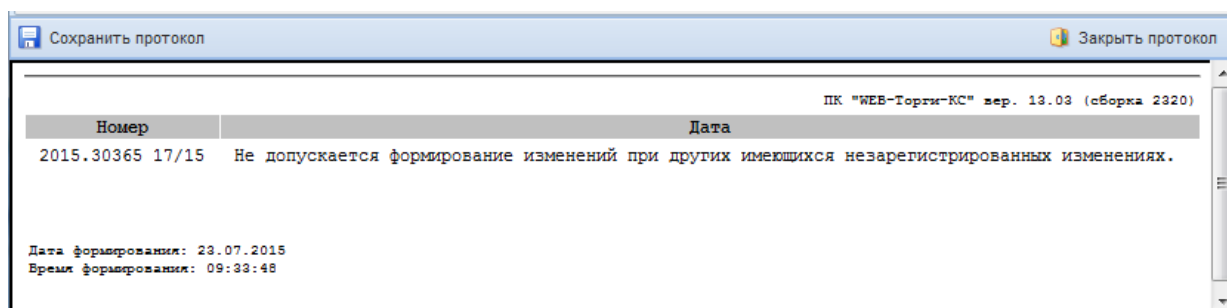 Сохранить протокол
Закрыть протокол
ПК "WEB-Торги-КС" вер. 13.03 (сборка 2320)
Номер Дата
2015.30365 17/15 Не допускается формирование изменений при других имеющихся незарегистрированных изменениях.
Дата формирования: 23.07.2015
Время формирования: 09:33:48